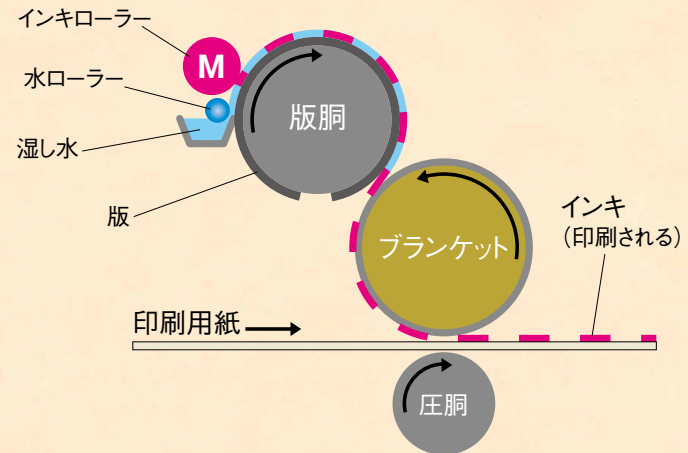 インキローラー
M
水ローラー
湿し水
版
版胴
ブランケット
インキ
（印刷される）
印刷用紙
圧胴